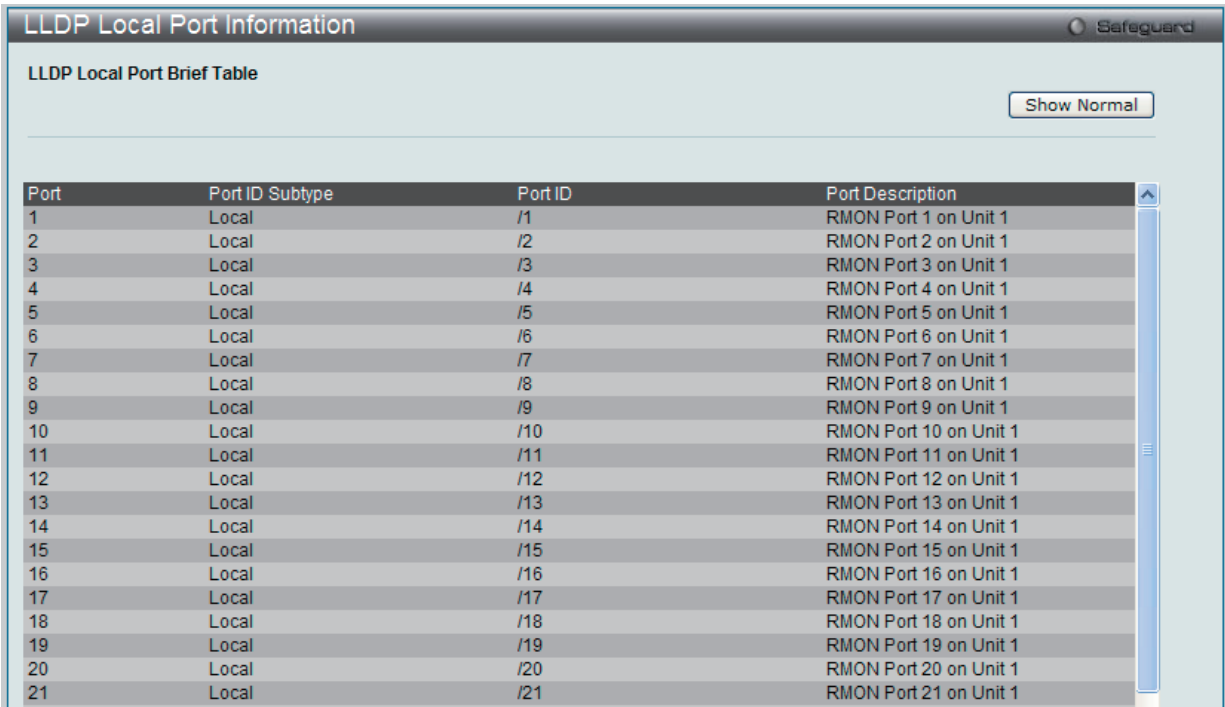 LLDP Local Port Information
Safeguard
LLDP Local Port Brief Table
Show Normal
Port Port ID Subtype Port ID Port Description
1 Local /1 RMON Port 1 on Unit 1
2 Local /2 RMON Port 2 on Unit 1
3 Local /3 RMON Port 3 on Unit 1
4 Local /4 RMON Port 4 on Unit 1
5 Local /5 RMON Port 5 on Unit 1
6 Local /6 RMON Port 6 on Unit 1
7 Local /7 RMON Port 7 on Unit 1
8 Local /8 RMON Port 8 on Unit 1
9 Local /9 RMON Port 9 on Unit 1
10 Local /10 RMON Port 10 on Unit 1
11 Local /11 RMON Port 11 on Unit 1
12 Local /12 RMON Port 12 on Unit 1
13 Local /13 RMON Port 13 on Unit 1
14 Local /14 RMON Port 14 on Unit 1
15 Local /15 RMON Port 15 on Unit 1
16 Local /16 RMON Port 16 on Unit 1
17 Local /17 RMON Port 17 on Unit 1
18 Local /18 RMON Port 18 on Unit 1
19 Local /19 RMON Port 19 on Unit 1
20 Local /20 RMON Port 20 on Unit 1
21 Local /21 RMON Port 21 on Unit 1